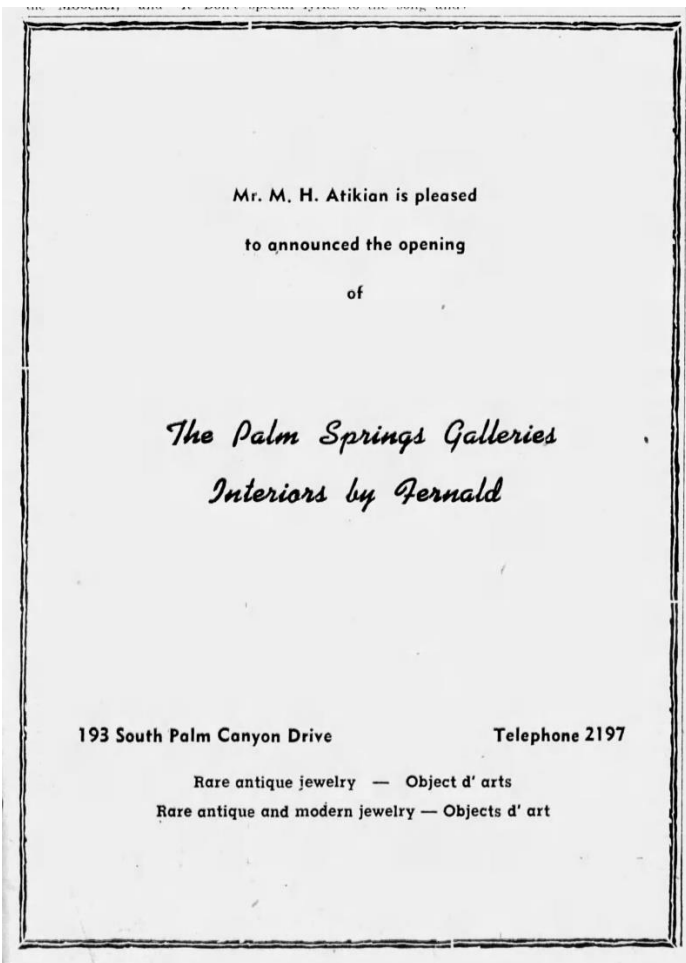 Mr. M. H. Atikian is pleased
to announced the opening
of
The Palm Springs Galleries
Interiors by Fernald
193 South Palm Canyon Drive Telephone 2197
Rare antique jewelry — Object d' arts
Rare antique and modern jewelry — Objects d' art